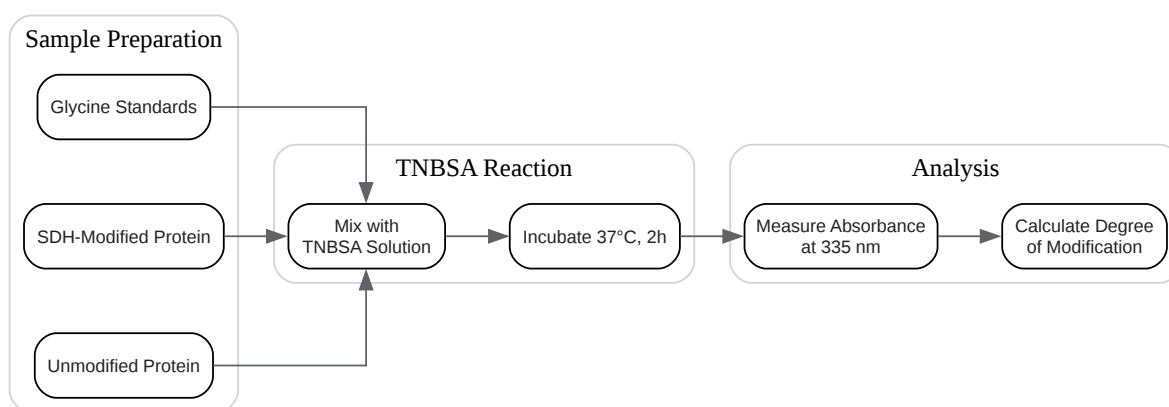 Sample Preparation
Glycine Standards
SDH-Modified Protein
Unmodified Protein
TNBSA Reaction
Mix with
TNBSA Solution
Incubate 37°C, 2h
Analysis
Measure Absorbance
at 335 nm
Calculate Degree
of Modification